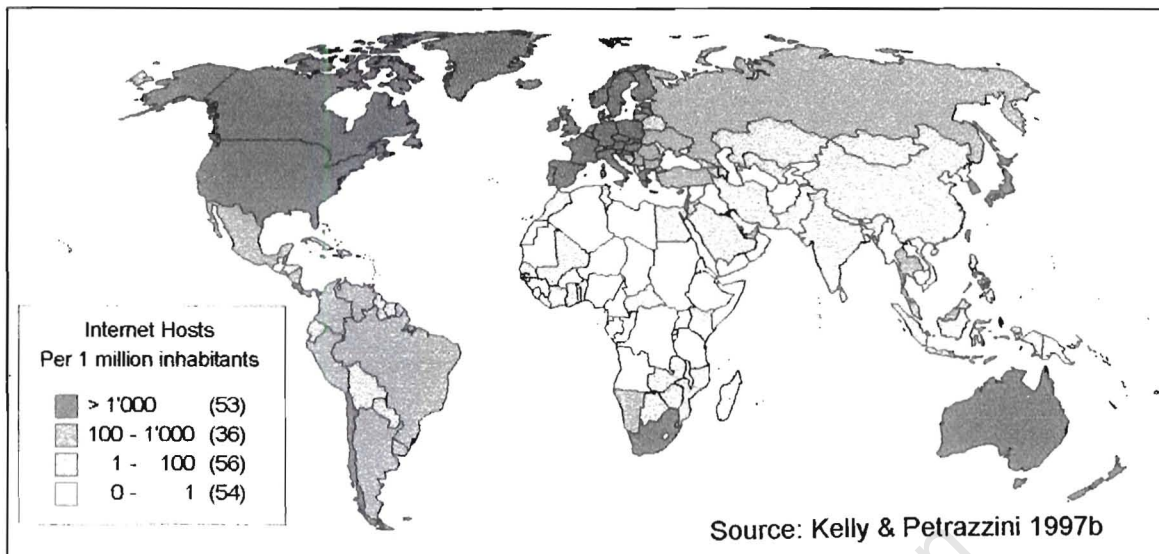 Internet Hosts
Per 1 million inhabitants
> 1'000 (53)
100 - 1'000 (36)
1 - 100 (56)
0 - 1 (54)
Source: Kelly & Petrazzini 1997b